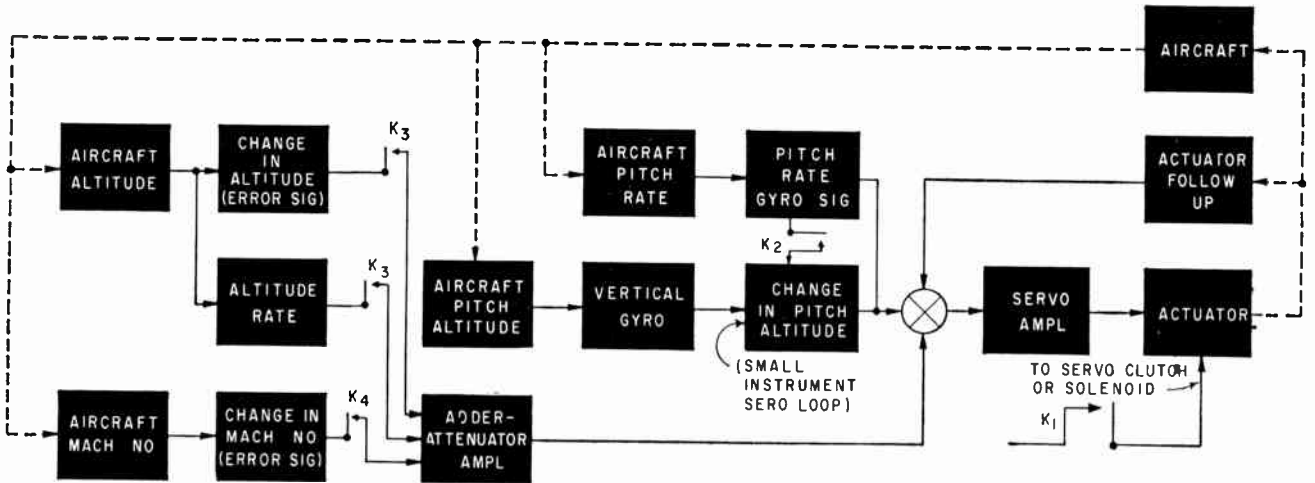 AIRCRAFT
AIRCRAFT
ALTITUDE
CHANGE
IN
ALTITUDE
(ERROR SIG)
K3
AIRCRAFT
PITCH
RATE
PITCH
RATE
GYRO SIG
ACTUATOR
FOLLOW
UP
K2
ALTITUDE
RATE
K3
AIRCRAFT
PITCH
ALTITUDE
VERTICAL
GYRO
CHANGE
IN PITCH
ALTITUDE
SERVO
AMPL
ACTUATOR
(SMALL
INSTRUMENT
SERO LOOP)
TO SERVO CLUTCH
OR SOLENOID
K1
AIRCRAFT
MACH NO
CHANGE IN
MACH NO
(ERROR SIG)
K4
ADDER-
ATTENUATOR
AMPL